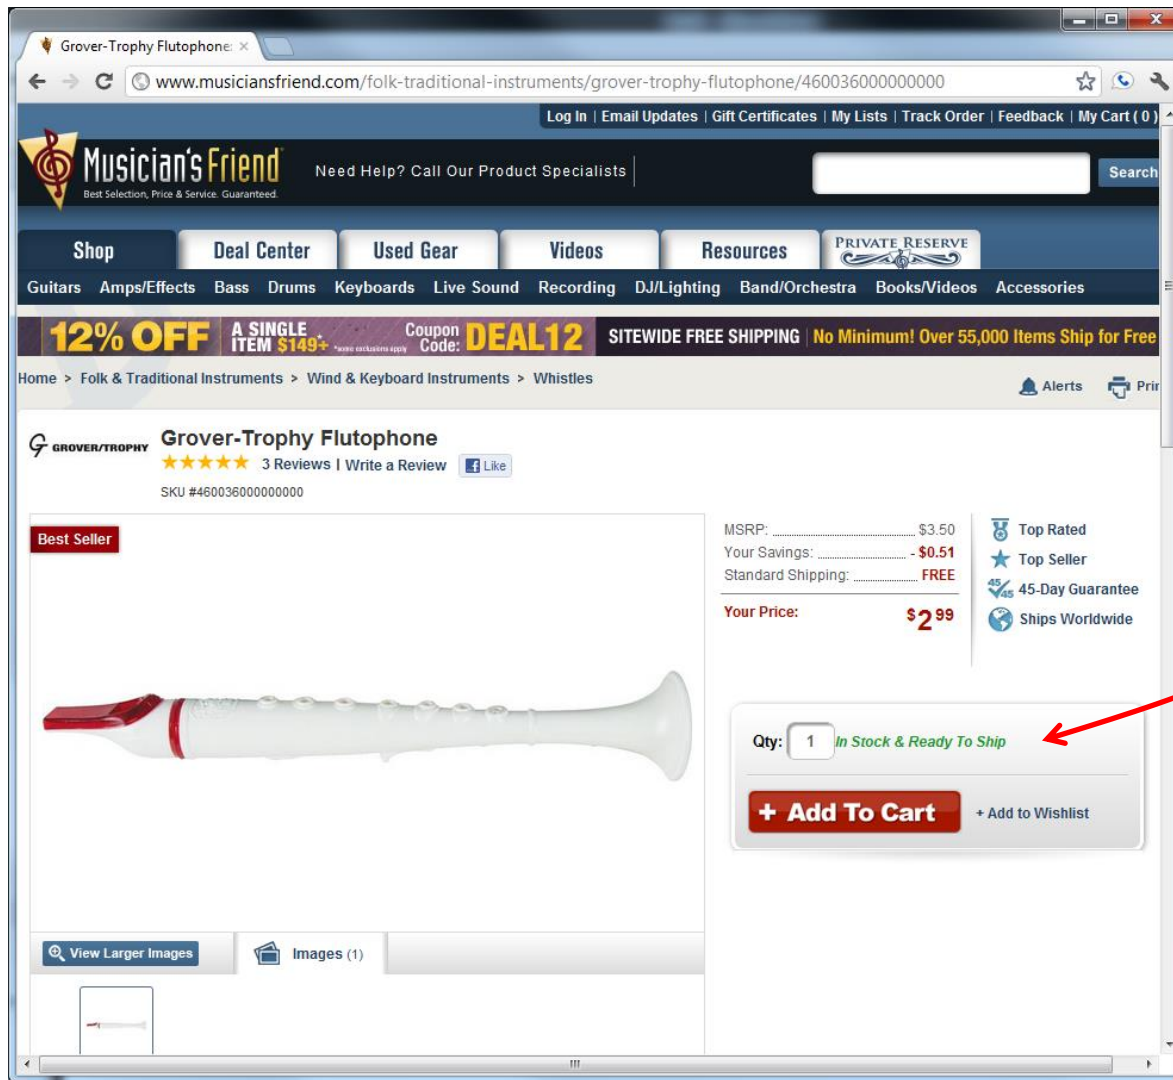 Grover-Trophy Flutophone:
www.musiciansfriend.com/folk-traditional-instruments/grover-trophy-flutophone/460036000000000
Log In | Email Updates | Gift Certificates | My Lists | Track Order | Feedback | My Cart ( 0 )
Musician's Friend
Best Selection, Price & Service. Guaranteed.
Need Help? Call Our Product Specialists
Search
Shop Deal Center Used Gear Videos Resources PRIVATE RESERVE
Guitars Amps/Effects Bass Drums Keyboards Live Sound Recording DJ/Lighting Band/Orchestra Books/Videos Accessories
12% OFF A SINGLE ITEM $149+ *some exclusions apply Coupon Code: DEAL12 SITEWIDE FREE SHIPPING | No Minimum! Over 55,000 Items Ship for Free
Home > Folk & Traditional Instruments > Wind & Keyboard Instruments > Whistles
Alerts Prin
G GROVER/TROPHY
Grover-Trophy Flutophone
3 Reviews | Write a Review Like
SKU #460036000000000
Best Seller
MSRP: $3.50
Your Savings: - $0.51
Standard Shipping: FREE
Your Price: $2.99
Top Rated
Top Seller
45-Day Guarantee
Ships Worldwide
Qty: 1 In Stock & Ready To Ship
+ Add To Cart + Add to Wishlist
View Larger Images Images (1)